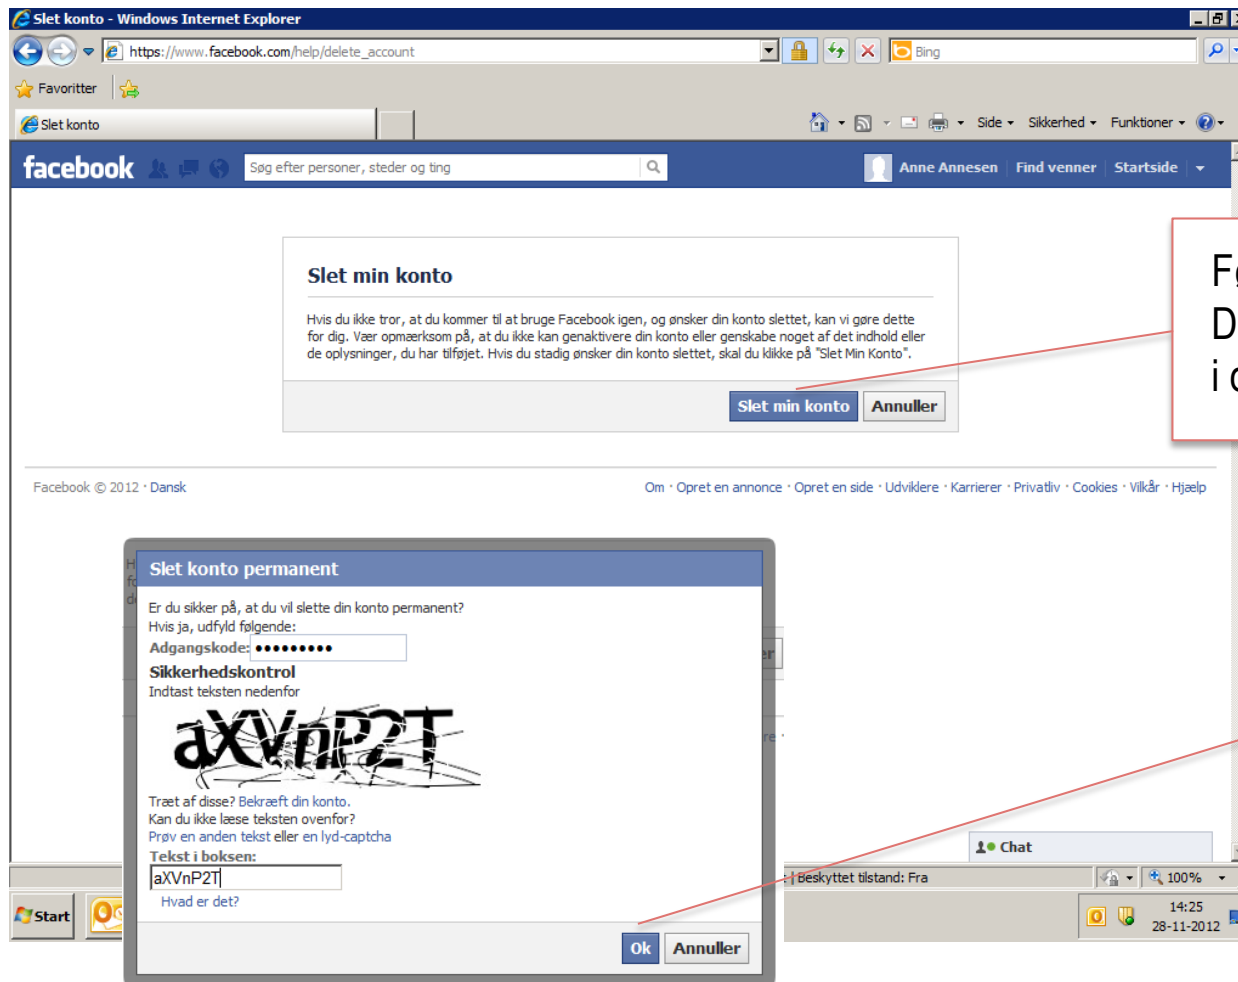 Slet konto - Windows Internet Explorer
https://www.facebook.com/help/delete_account
Bing
Favoritter
Slet konto
Side
Sikkerhed
Funktioner
facebook
Søg efter personer, steder og ting
Anne Annesen
Find venner
Startside
Slet min konto
Hvis du ikke tror, at du kommer til at bruge Facebook igen, og ønsker din konto slettet, kan vi gøre dette
for dig. Vær opmærksom på, at du ikke kan genaktivere din konto eller genskabe noget af det indhold eller
de oplysninger, du har tilføjet. Hvis du stadig ønsker din konto slettet, skal du klikke på "Slet Min Konto".
Slet min konto
Annuller
Facebook © 2012 · Dansk
Om · Opret en annonce · Opret en side · Udviklere · Karrierer · Privatliv · Cookies · Vilkår · Hjælp
Slet konto permanent
Er du sikker på, at du vil slette din konto permanent?
Hvis ja, udfyld følgende:
Adgangskode: •••••••••
Sikkerhedskontrol
Indtast teksten nedenfor
aXVnP2T
Træt af disse? Bekræft din konto.
Kan du ikke læse teksten ovenfor?
Prøv en anden tekst eller en lyd-captcha
Tekst i boksen:
aXVnP2T
Hvad er det?
Ok
Annuller
Chat
| Beskyttet tilstand: Fra
100%
Start
14:25
28-11-2012